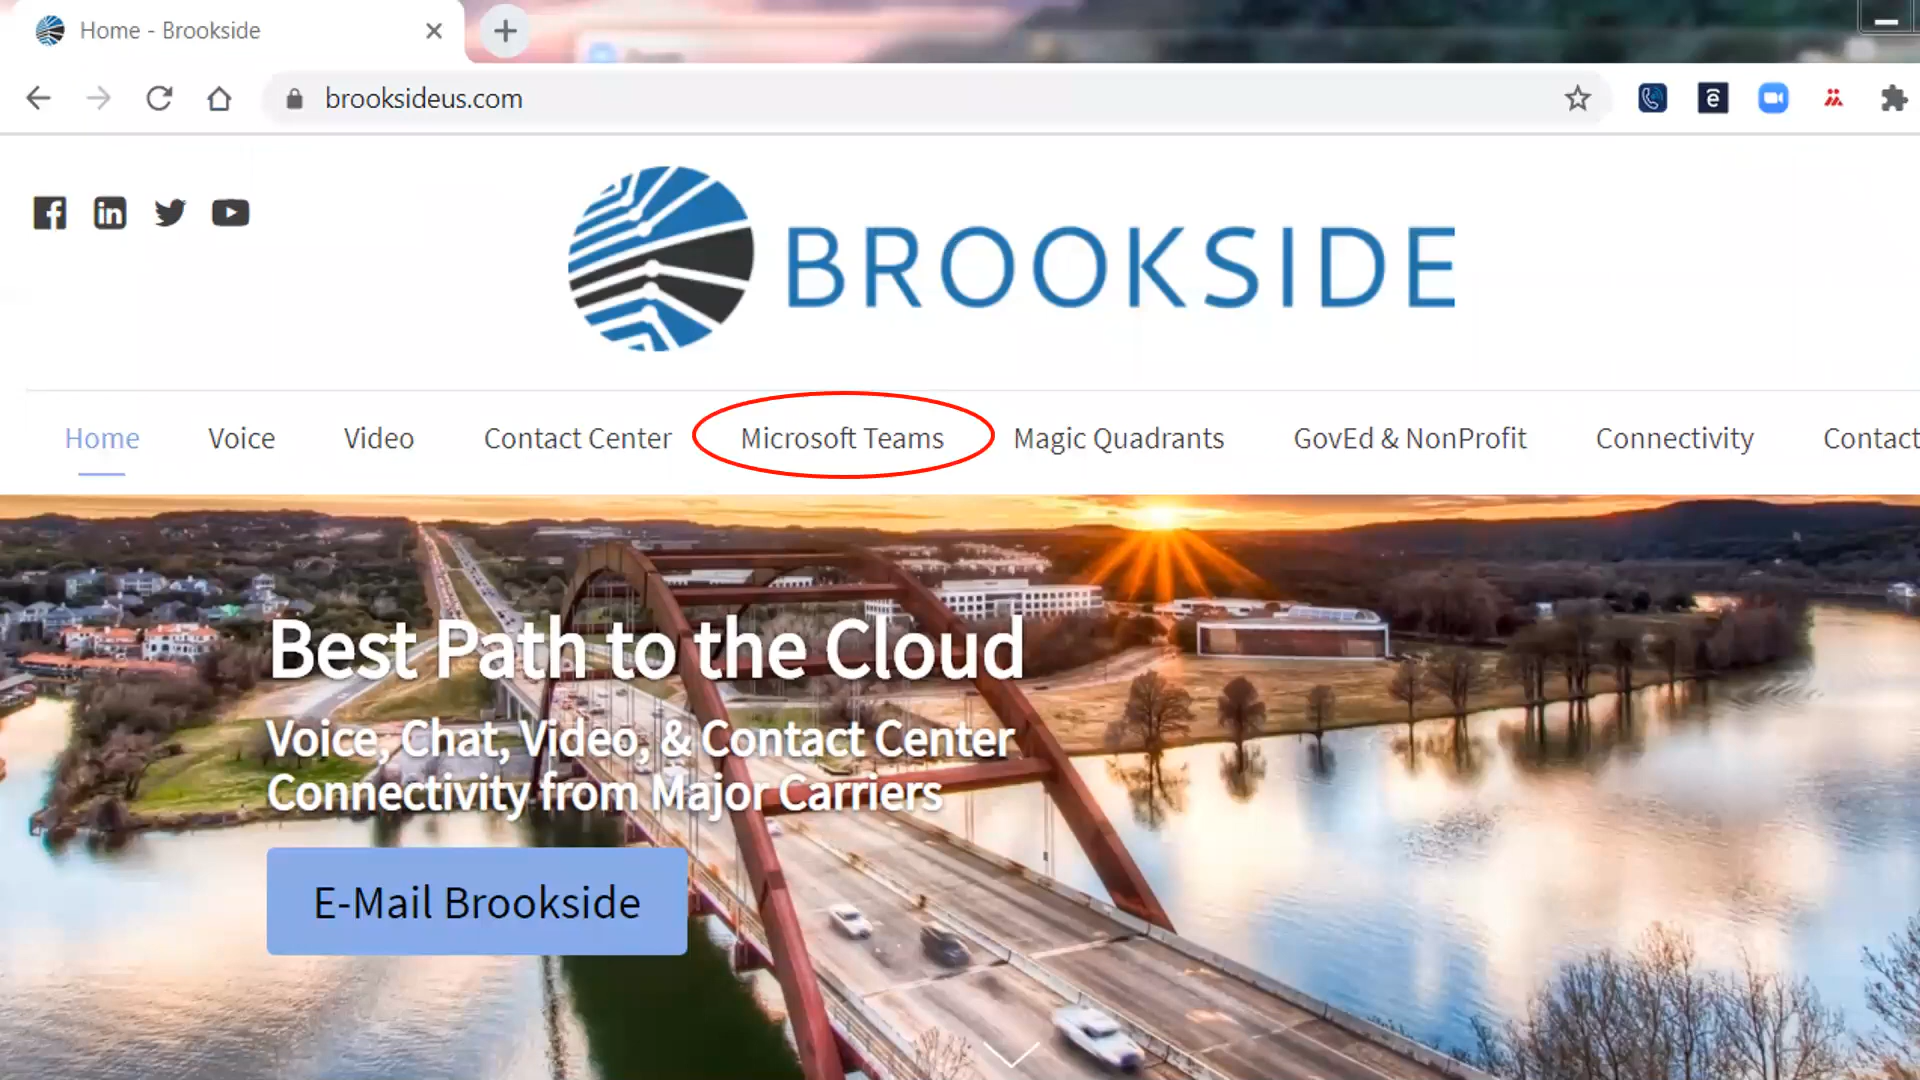 Home - Brookside
brooksideus.com
BROOKSIDE
Home Voice Video Contact Center Microsoft Teams Magic Quadrants GovEd & NonProfit Connectivity Contact
Best Path to the Cloud
Voice, Chat, Video, & Contact Center
Connectivity from Major Carriers
E-Mail Brookside